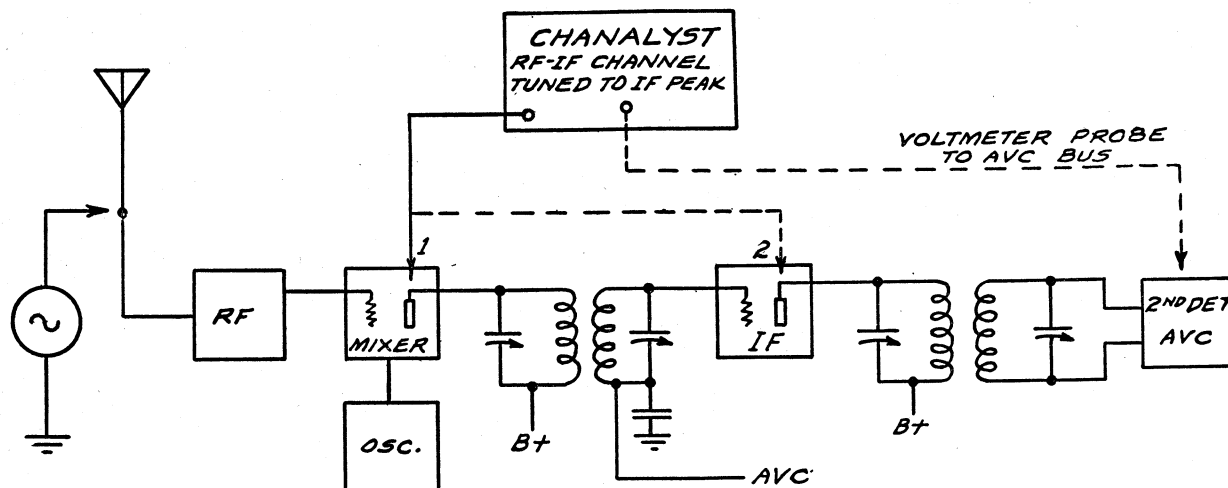 CHANALYST
RF-IF CHANNEL
TUNED TO IF PEAK
VOLTMETER PROBE
TO AVC BUS
1
2
RF
MIXER
IF
2ND DET
AVC
OSC.
B+
B+
AVC